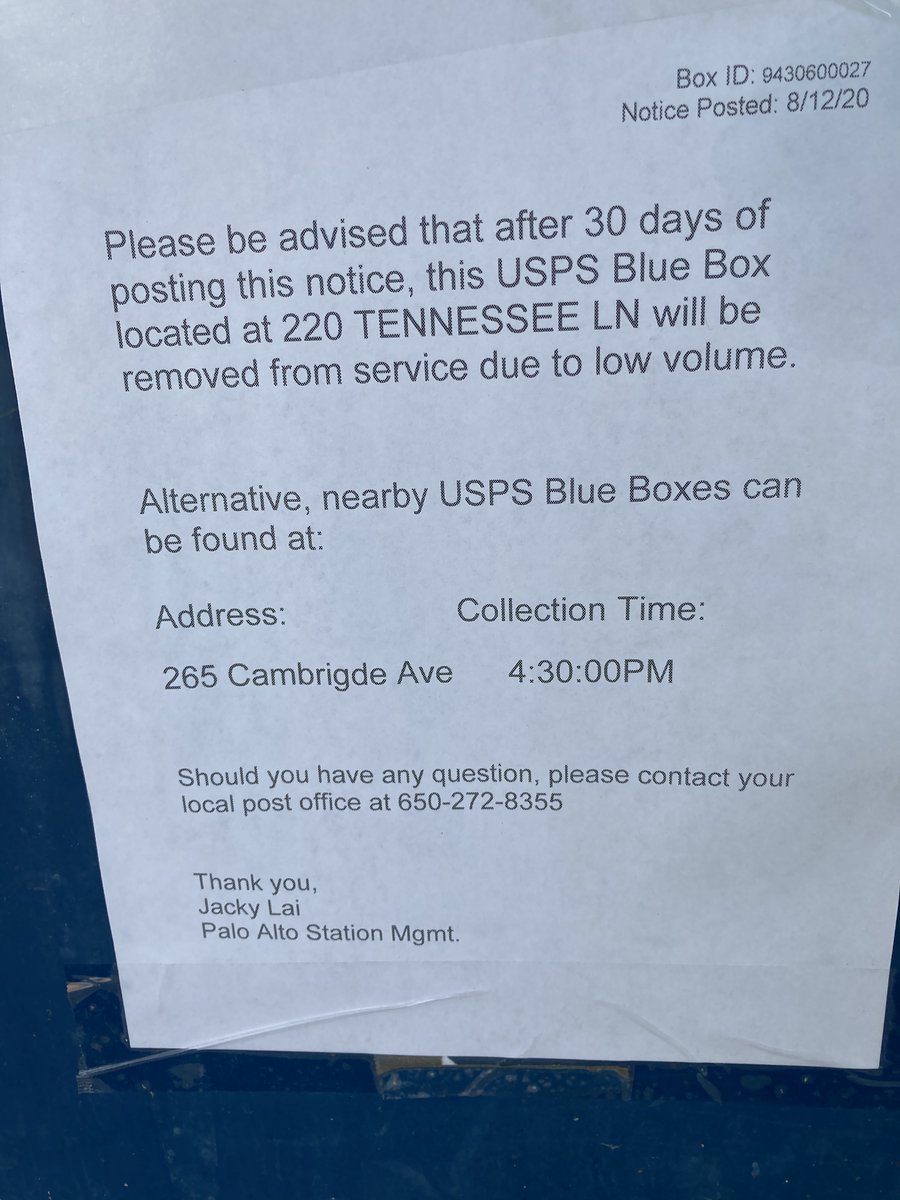 Box ID: 9430600027
Notice Posted: 8/12/20
Please be advised that after 30 days of
posting this notice, this USPS Blue Box
located at 220 TENNESSEE LN will be
removed from service due to low volume.
Alternative, nearby USPS Blue Boxes can
be found at:
Address: Collection Time:
265 Cambrigde Ave 4:30:00PM
Should you have any question, please contact your
local post office at 650-272-8355
Thank you,
Jacky Lai
Palo Alto Station Mgmt.